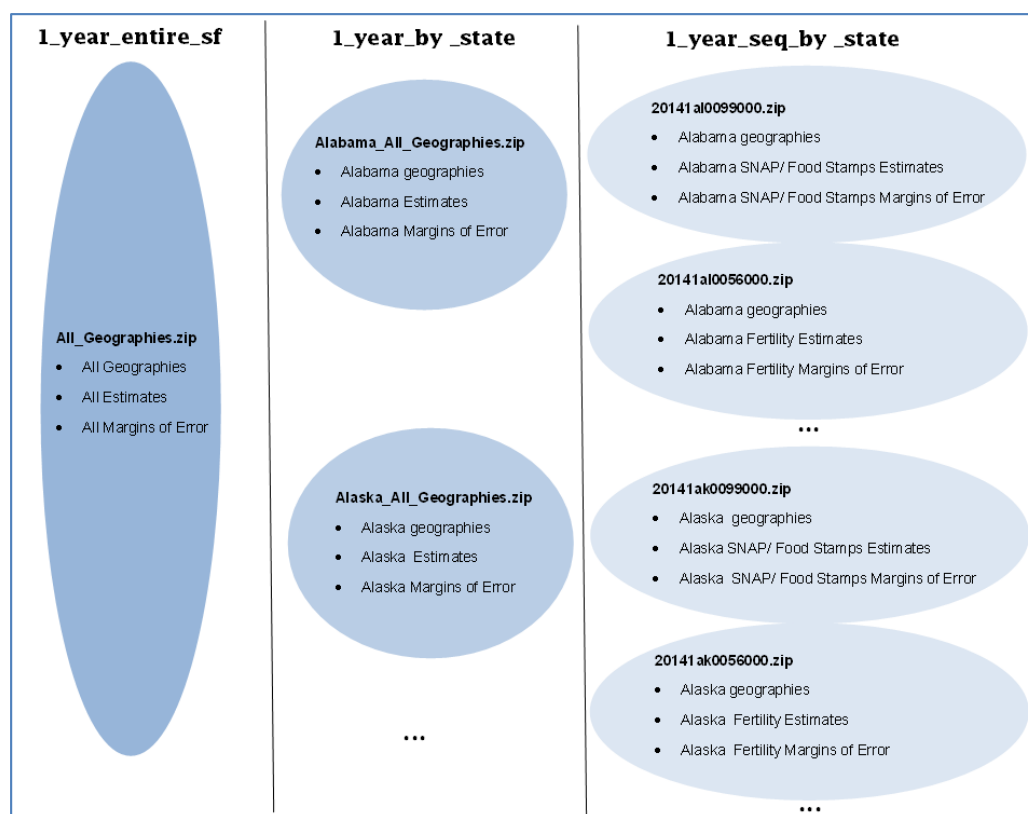 1_year_entire_sf
All_Geographies.zip
• All Geographies
• All Estimates
• All Margins of Error
1_year_by _state
Alabama_All_Geographies.zip
• Alabama geographies
• Alabama Estimates
• Alabama Margins of Error
Alaska_All_Geographies.zip
• Alaska geographies
• Alaska Estimates
• Alaska Margins of Error
...
1_year_seq_by _state
20141al0099000.zip
• Alabama geographies
• Alabama SNAP/ Food Stamps Estimates
• Alabama SNAP/ Food Stamps Margins of Error
20141al0056000.zip
• Alabama geographies
• Alabama Fertility Estimates
• Alabama Fertility Margins of Error
...
20141ak0099000.zip
• Alaska geographies
• Alaska SNAP/ Food Stamps Estimates
• Alaska SNAP/ Food Stamps Margins of Error
20141ak0056000.zip
• Alaska geographies
• Alaska Fertility Estimates
• Alaska Fertility Margins of Error
...